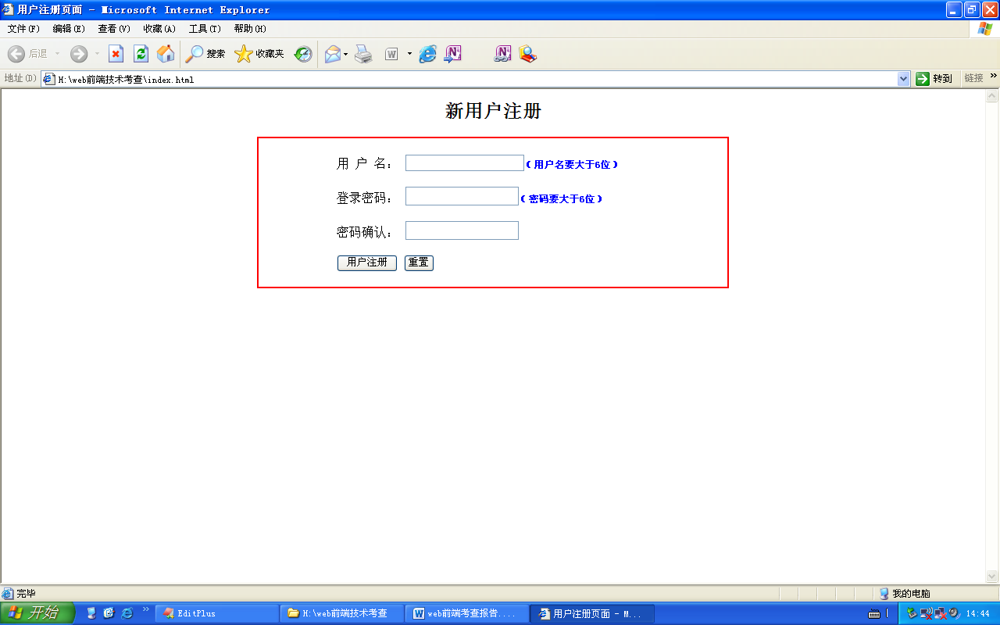 用户注册页面 - Microsoft Internet Explorer
文件(F) 编辑(E) 查看(V) 收藏(A) 工具(T) 帮助(H)
后退 搜索 收藏夹
地址(D) H:\web前端技术考查\index.html 转到 链接 »
新用户注册
用 户 名： （用户名要大于6位）
登录密码： （密码要大于6位）
密码确认：
用户注册 重置
完毕 我的电脑
开始 » EditPlus H:\web前端技术考查 web前端考查报告.... 用户注册页面 - M... 14:44